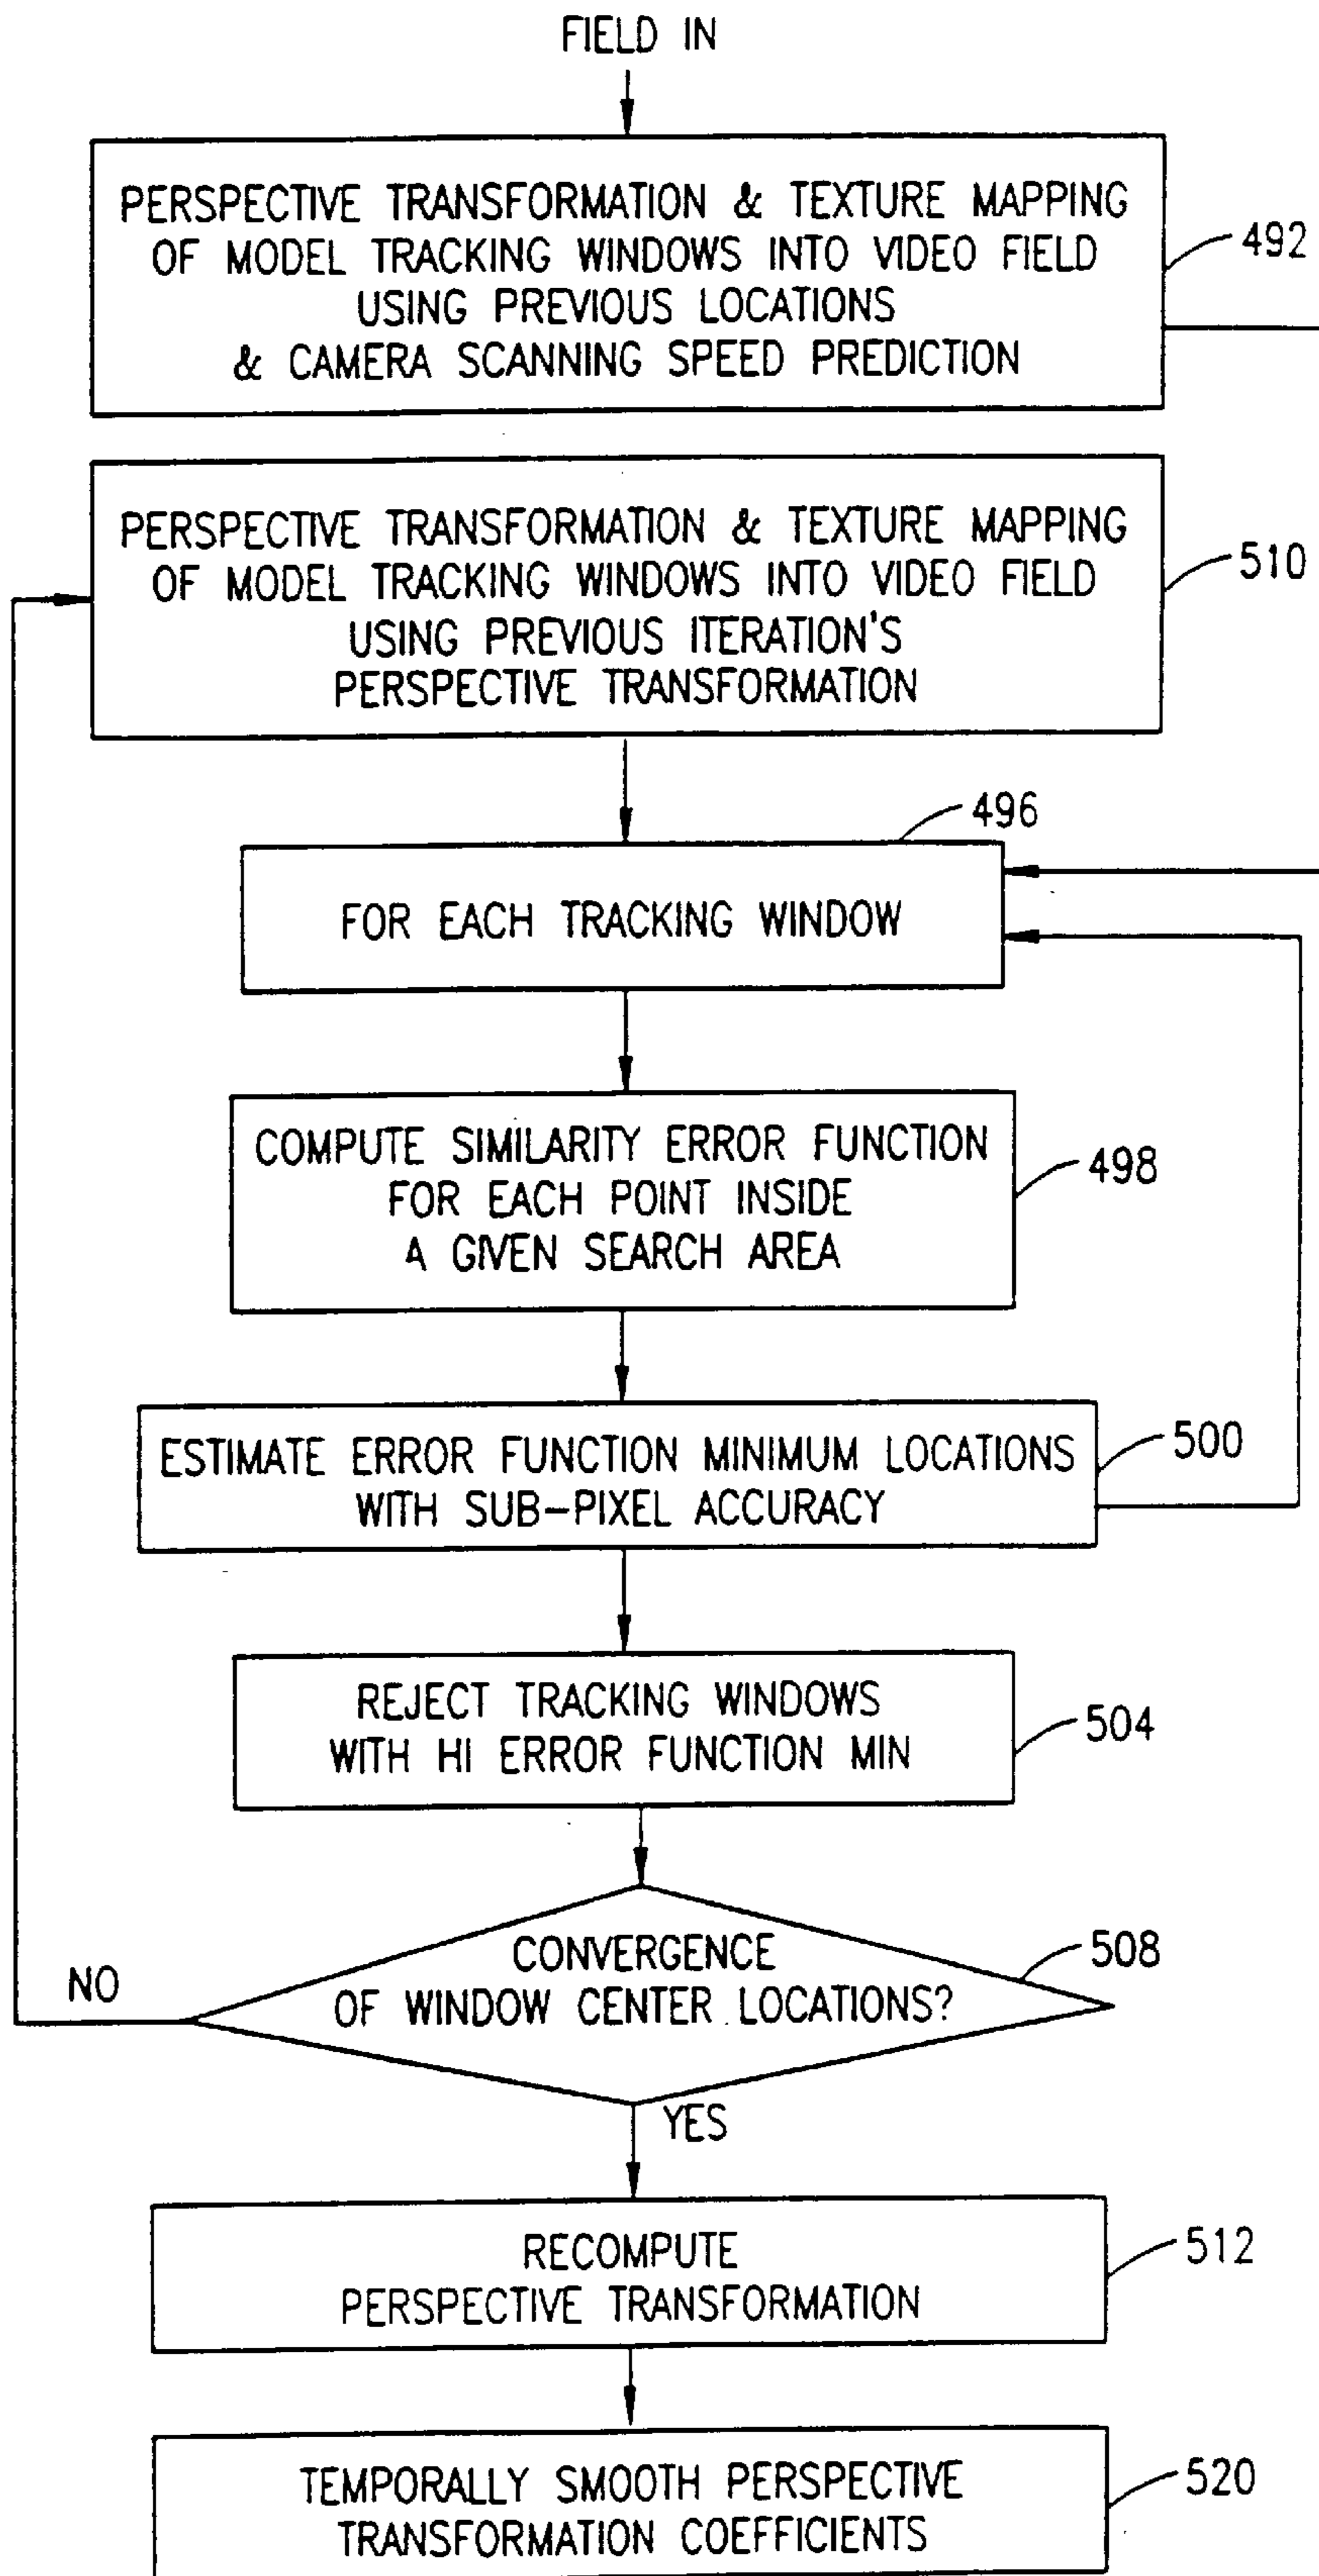 FIELD IN
PERSPECTIVE TRANSFORMATION & TEXTURE MAPPING
OF MODEL TRACKING WINDOWS INTO VIDEO FIELD
USING PREVIOUS LOCATIONS
& CAMERA SCANNING SPEED PREDICTION
492
PERSPECTIVE TRANSFORMATION & TEXTURE MAPPING
OF MODEL TRACKING WINDOWS INTO VIDEO FIELD
USING PREVIOUS ITERATION'S
PERSPECTIVE TRANSFORMATION
510
496
FOR EACH TRACKING WINDOW
COMPUTE SIMILARITY ERROR FUNCTION
FOR EACH POINT INSIDE
A GIVEN SEARCH AREA
498
ESTIMATE ERROR FUNCTION MINIMUM LOCATIONS
WITH SUB-PIXEL ACCURACY
500
REJECT TRACKING WINDOWS
WITH HI ERROR FUNCTION MIN
504
CONVERGENCE
OF WINDOW CENTER LOCATIONS?
508
NO
YES
RECOMPUTE
PERSPECTIVE TRANSFORMATION
512
TEMPORALLY SMOOTH PERSPECTIVE
TRANSFORMATION COEFFICIENTS
520